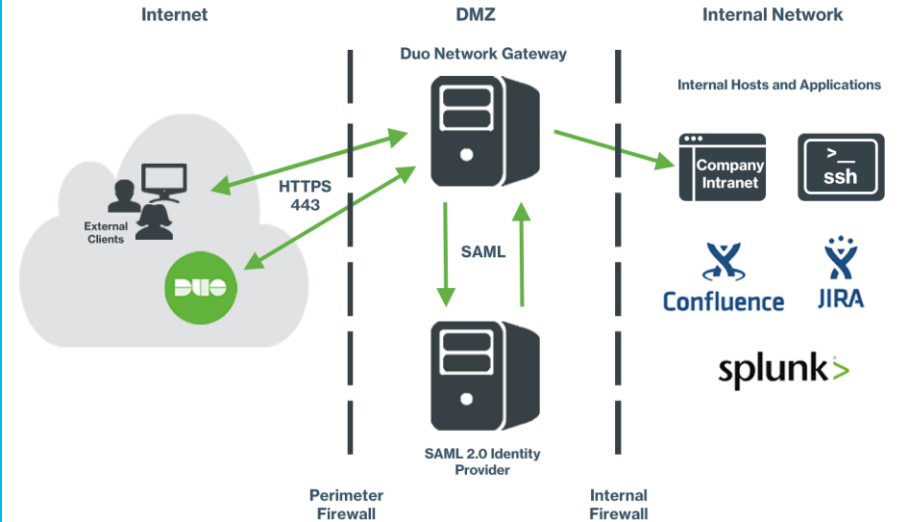 Internet
DMZ
Internal Network
Duo Network Gateway
Internal Hosts and Applications
Company
Intranet
>_
ssh
HTTPS
443
External
Clients
DUO
SAML
Confluence
JIRA
splunk>
SAML 2.0 Identity
Provider
Perimeter
Firewall
Internal
Firewall